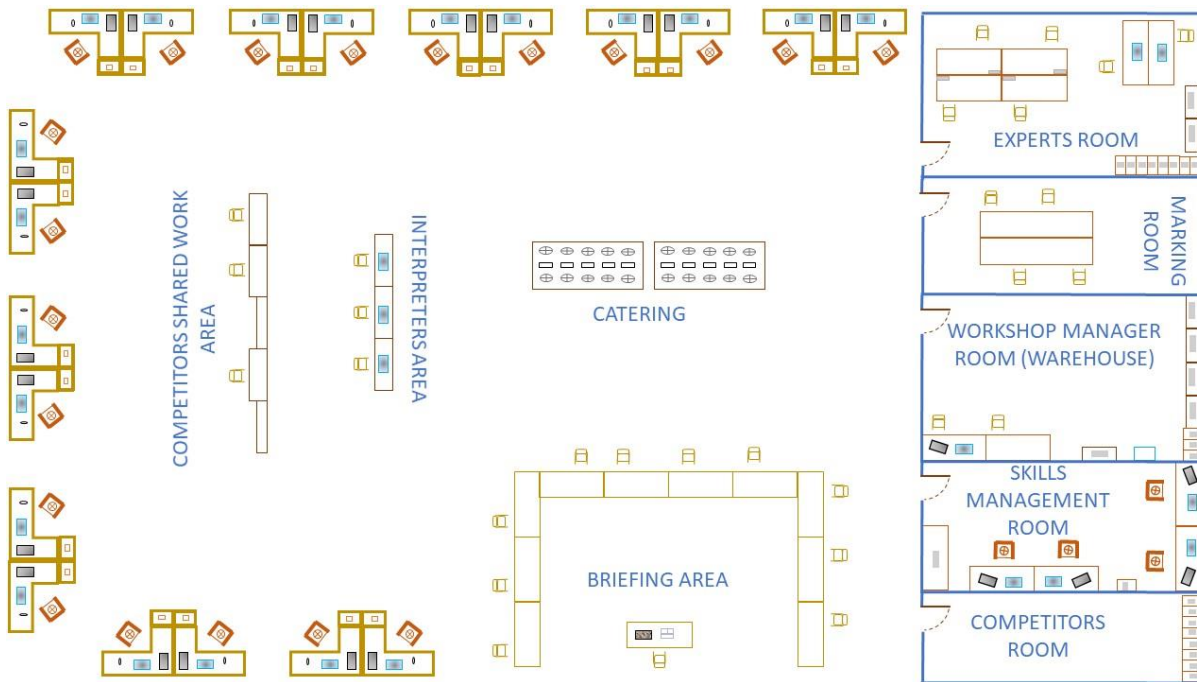 EXPERTS ROOM
MARKING
ROOM
COMPETITORS SHARED WORK
AREA
INTERPRETERS AREA
CATERING
WORKSHOP MANAGER
ROOM (WAREHOUSE)
SKILLS
MANAGEMENT
ROOM
BRIEFING AREA
COMPETITORS
ROOM